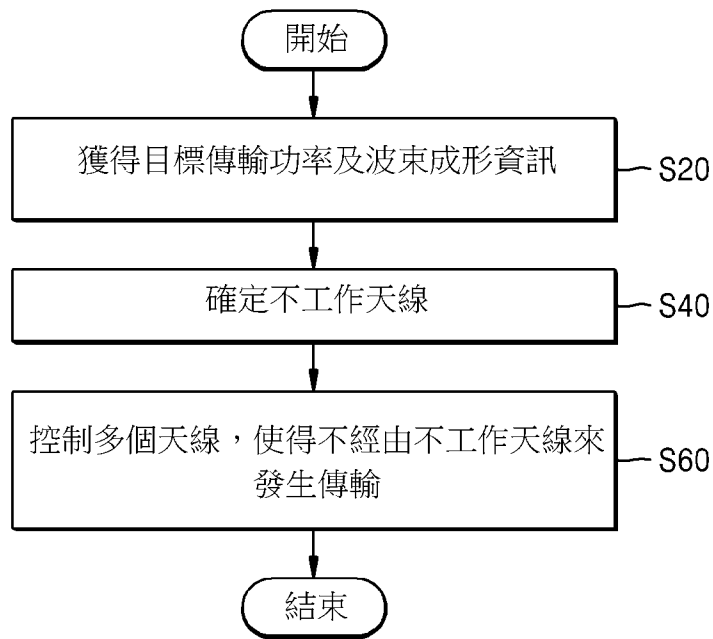 開始
獲得目標傳輸功率及波束成形資訊
S20
確定不工作天線
S40
控制多個天線，使得不經由不工作天線來
發生傳輸
S60
結束